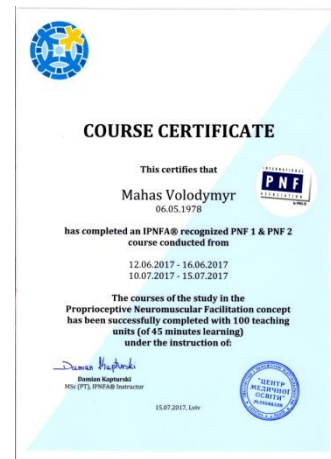 COURSE CERTIFICATE
This certifies that
INTERNATIONAL
PNF
ASSOCIATION
Mahas Volodymyr
06.05.1978
has completed an IPNFA® recognized PNF 1 & PNF 2
course conducted from
12.06.2017 - 16.06.2017
10.07.2017 - 15.07.2017
The courses of the study in the
Proprioceptive Neuromuscular Facilitation concept
has been successfully completed with 100 teaching
units (of 45 minutes learning)
under the instruction of:
Damian Kapturski
Damian Kapturski
MSc (PT), IPNFA® Instructor
15.07.2017, Lviv
"ЦЕНТР
МЕДИЧНОЇ
ОСВІТИ"